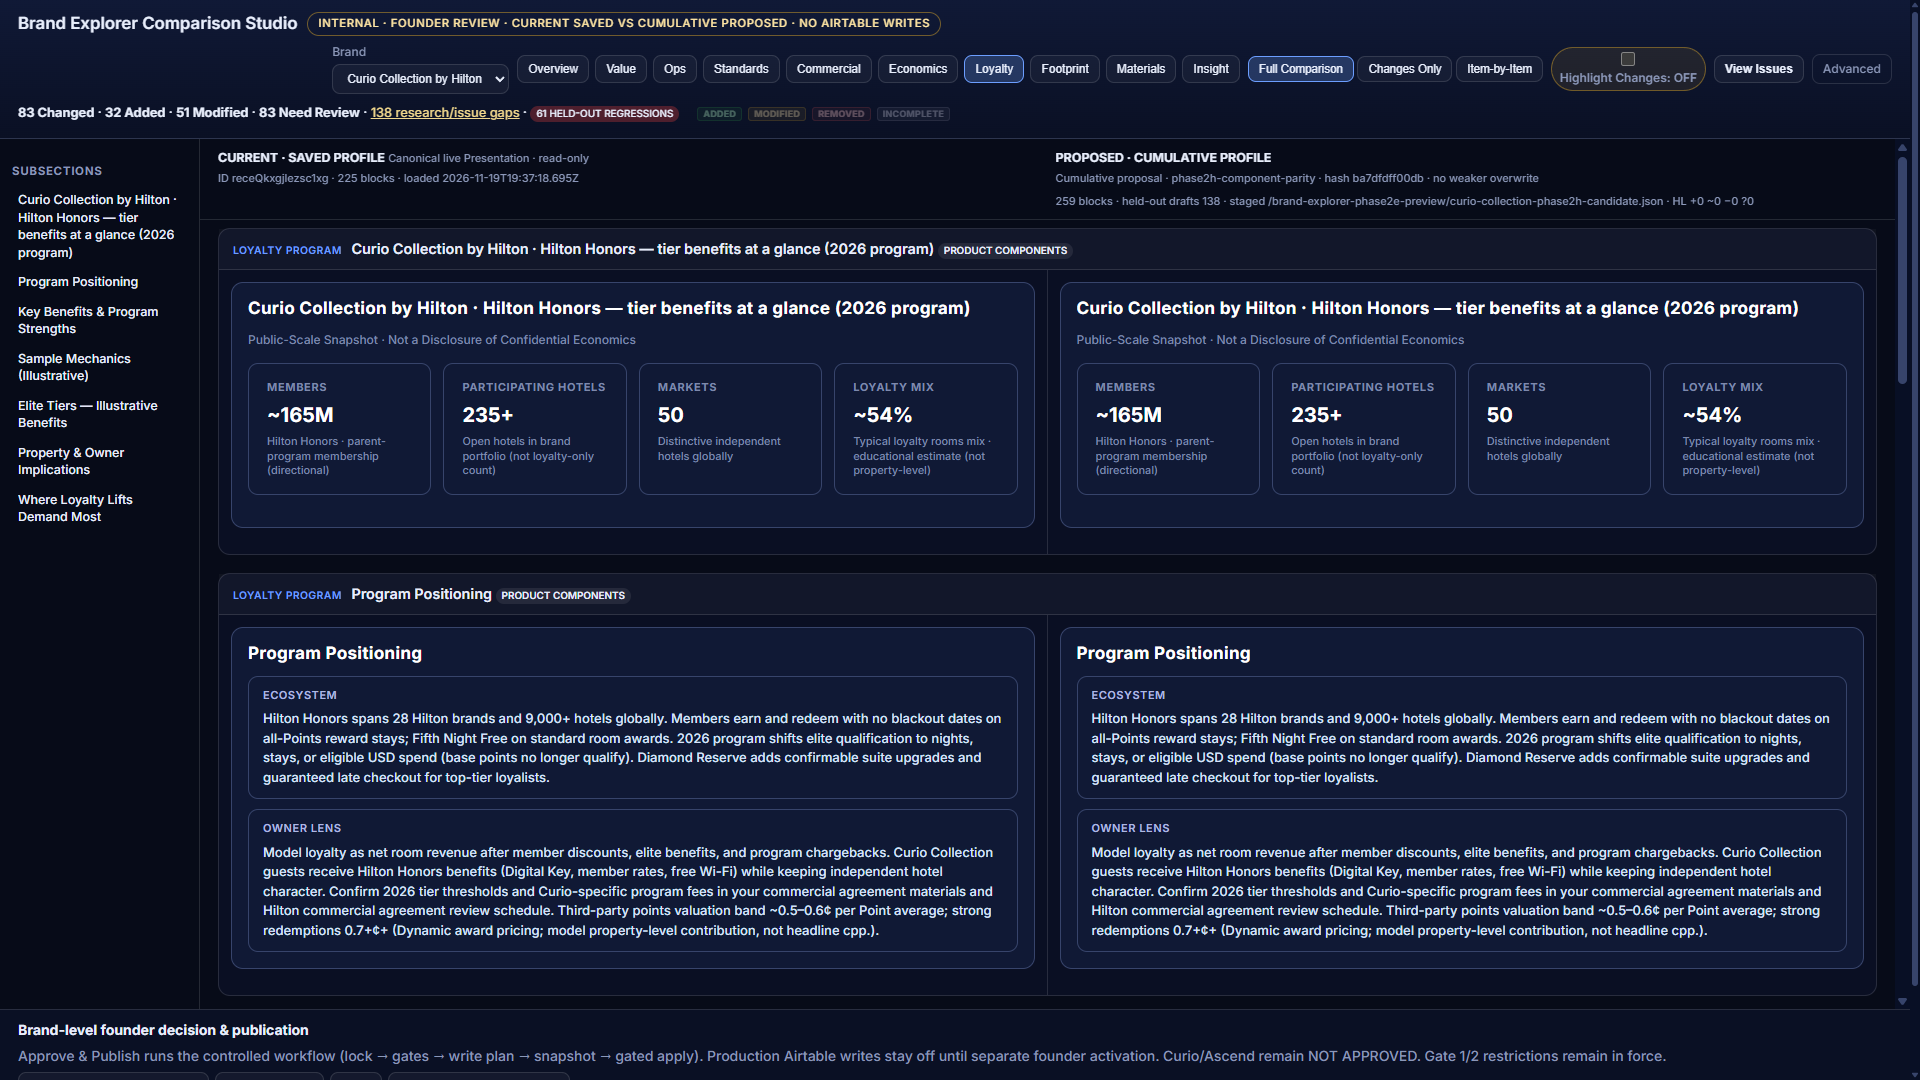 Brand Explorer Comparison Studio
INTERNAL · FOUNDER REVIEW · CURRENT SAVED VS CUMULATIVE PROPOSED · NO AIRTABLE WRITES
Brand
Curio Collection by Hilton
Overview
Value
Ops
Standards
Commercial
Economics
Loyalty
Footprint
Materials
Insight
Full Comparison
Changes Only
Item-by-Item
Highlight Changes: OFF
View Issues
Advanced
83 Changed · 32 Added · 51 Modified · 83 Need Review · 138 research/issue gaps · 61 HELD-OUT REGRESSIONS
ADDED
MODIFIED
REMOVED
INCOMPLETE
SUBSECTIONS
Curio Collection by Hilton ·
Hilton Honors — tier
benefits at a glance (2026
program)
Program Positioning
Key Benefits & Program
Strengths
Sample Mechanics
(Illustrative)
Elite Tiers — Illustrative
Benefits
Property & Owner
Implications
Where Loyalty Lifts
Demand Most
CURRENT · SAVED PROFILE Canonical live Presentation · read-only
ID receQkxgjlezsc1xg · 225 blocks · loaded 2026-11-19T19:37:18.695Z
PROPOSED · CUMULATIVE PROFILE
Cumulative proposal · phase2h-component-parity · hash ba7dfdff00db · no weaker overwrite
259 blocks · held-out drafts 138 · staged /brand-explorer-phase2e-preview/curio-collection-phase2h-candidate.json · HL +0 ~0 −0 ?0
LOYALTY PROGRAM Curio Collection by Hilton · Hilton Honors — tier benefits at a glance (2026 program) PRODUCT COMPONENTS
Curio Collection by Hilton · Hilton Honors — tier benefits at a glance (2026 program)
Public-Scale Snapshot · Not a Disclosure of Confidential Economics
MEMBERS
~165M
Hilton Honors · parent-
program membership
(directional)
PARTICIPATING HOTELS
235+
Open hotels in brand
portfolio (not loyalty-only
count)
MARKETS
50
Distinctive independent
hotels globally
LOYALTY MIX
~54%
Typical loyalty rooms mix ·
educational estimate (not
property-level)
Curio Collection by Hilton · Hilton Honors — tier benefits at a glance (2026 program)
Public-Scale Snapshot · Not a Disclosure of Confidential Economics
MEMBERS
~165M
Hilton Honors · parent-
program membership
(directional)
PARTICIPATING HOTELS
235+
Open hotels in brand
portfolio (not loyalty-only
count)
MARKETS
50
Distinctive independent
hotels globally
LOYALTY MIX
~54%
Typical loyalty rooms mix ·
educational estimate (not
property-level)
LOYALTY PROGRAM Program Positioning PRODUCT COMPONENTS
Program Positioning
ECOSYSTEM
Hilton Honors spans 28 Hilton brands and 9,000+ hotels globally. Members earn and redeem with no blackout dates on
all-Points reward stays; Fifth Night Free on standard room awards. 2026 program shifts elite qualification to nights,
stays, or eligible USD spend (base points no longer qualify). Diamond Reserve adds confirmable suite upgrades and
guaranteed late checkout for top-tier loyalists.
OWNER LENS
Model loyalty as net room revenue after member discounts, elite benefits, and program chargebacks. Curio Collection
guests receive Hilton Honors benefits (Digital Key, member rates, free Wi-Fi) while keeping independent hotel
character. Confirm 2026 tier thresholds and Curio-specific program fees in your commercial agreement materials and
Hilton commercial agreement review schedule. Third-party points valuation band ~0.5–0.6¢ per Point average; strong
redemptions 0.7+¢+ (Dynamic award pricing; model property-level contribution, not headline cpp.).
Program Positioning
ECOSYSTEM
Hilton Honors spans 28 Hilton brands and 9,000+ hotels globally. Members earn and redeem with no blackout dates on
all-Points reward stays; Fifth Night Free on standard room awards. 2026 program shifts elite qualification to nights,
stays, or eligible USD spend (base points no longer qualify). Diamond Reserve adds confirmable suite upgrades and
guaranteed late checkout for top-tier loyalists.
OWNER LENS
Model loyalty as net room revenue after member discounts, elite benefits, and program chargebacks. Curio Collection
guests receive Hilton Honors benefits (Digital Key, member rates, free Wi-Fi) while keeping independent hotel
character. Confirm 2026 tier thresholds and Curio-specific program fees in your commercial agreement materials and
Hilton commercial agreement review schedule. Third-party points valuation band ~0.5–0.6¢ per Point average; strong
redemptions 0.7+¢+ (Dynamic award pricing; model property-level contribution, not headline cpp.).
Brand-level founder decision & publication
Approve & Publish runs the controlled workflow (lock → gates → write plan → snapshot → gated apply). Production Airtable writes stay off until separate founder activation. Curio/Ascend remain NOT APPROVED. Gate 1/2 restrictions remain in force.